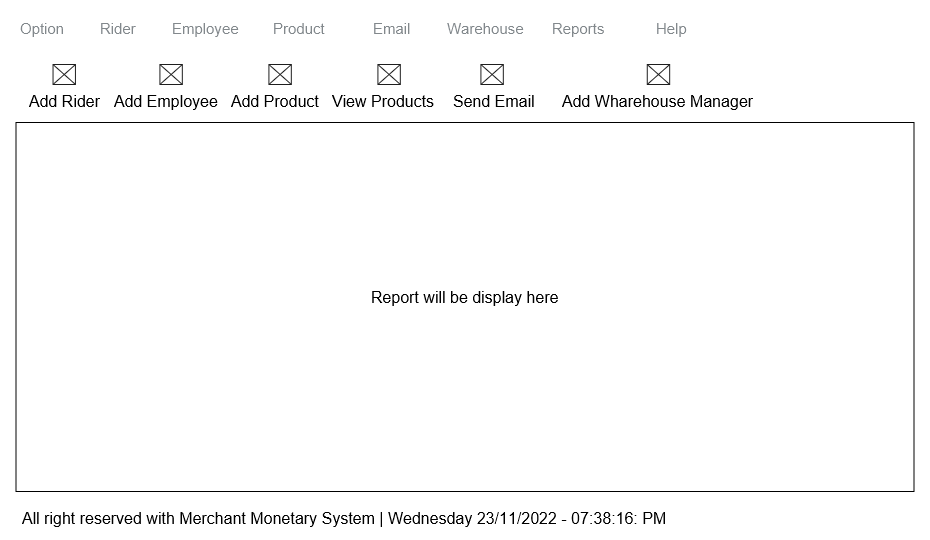 Option Rider Employee Product Email Warehouse Reports Help
Add Rider Add Employee Add Product View Products Send Email Add Wharehouse Manager
Report will be display here
All right reserved with Merchant Monetary System | Wednesday 23/11/2022 - 07:38:16: PM